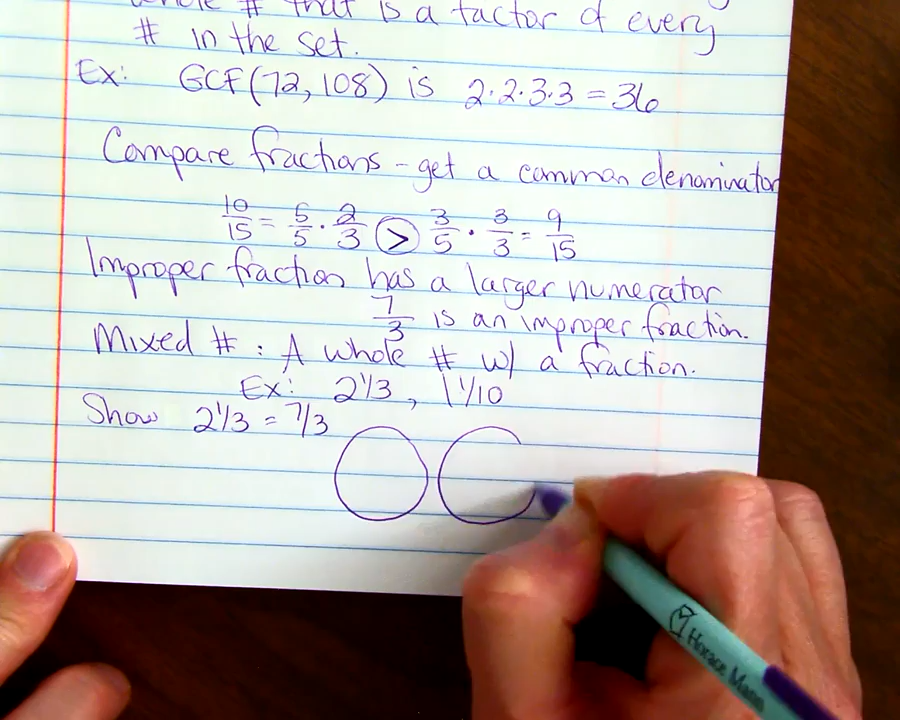 whole # that is a factor of every
# in the set.
Ex: GCF(72, 108) is 2·2·3·3 = 36
Compare fractions - get a common denominator
10/15 = 5/5 · 2/3 > 3/5 · 3/3 = 9/15
Improper fraction has a larger numerator
7/3 is an improper fraction.
Mixed # : A whole # w/ a fraction.
Ex: 2 1/3 , 1 1/10
Show 2 1/3 = 7/3
Horace Mann